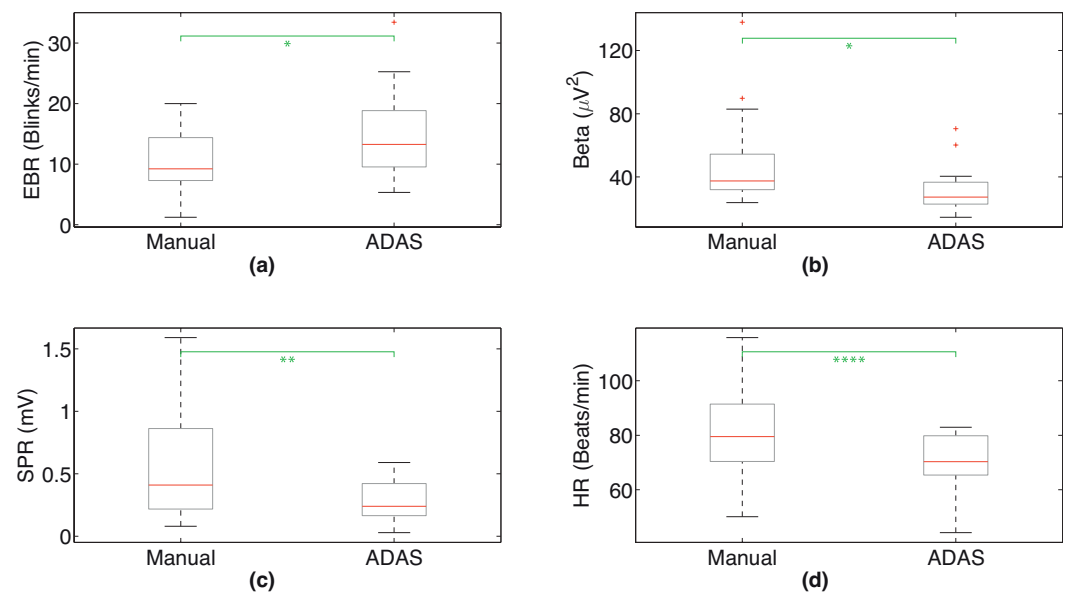 EBR (Blinks/min)
30
20
10
0
*
Manual
ADAS
(a)
Beta (μV²)
120
80
40
*
Manual
ADAS
(b)
SPR (mV)
1.5
1
0.5
0
**
Manual
ADAS
(c)
HR (Beats/min)
100
80
60
****
Manual
ADAS
(d)